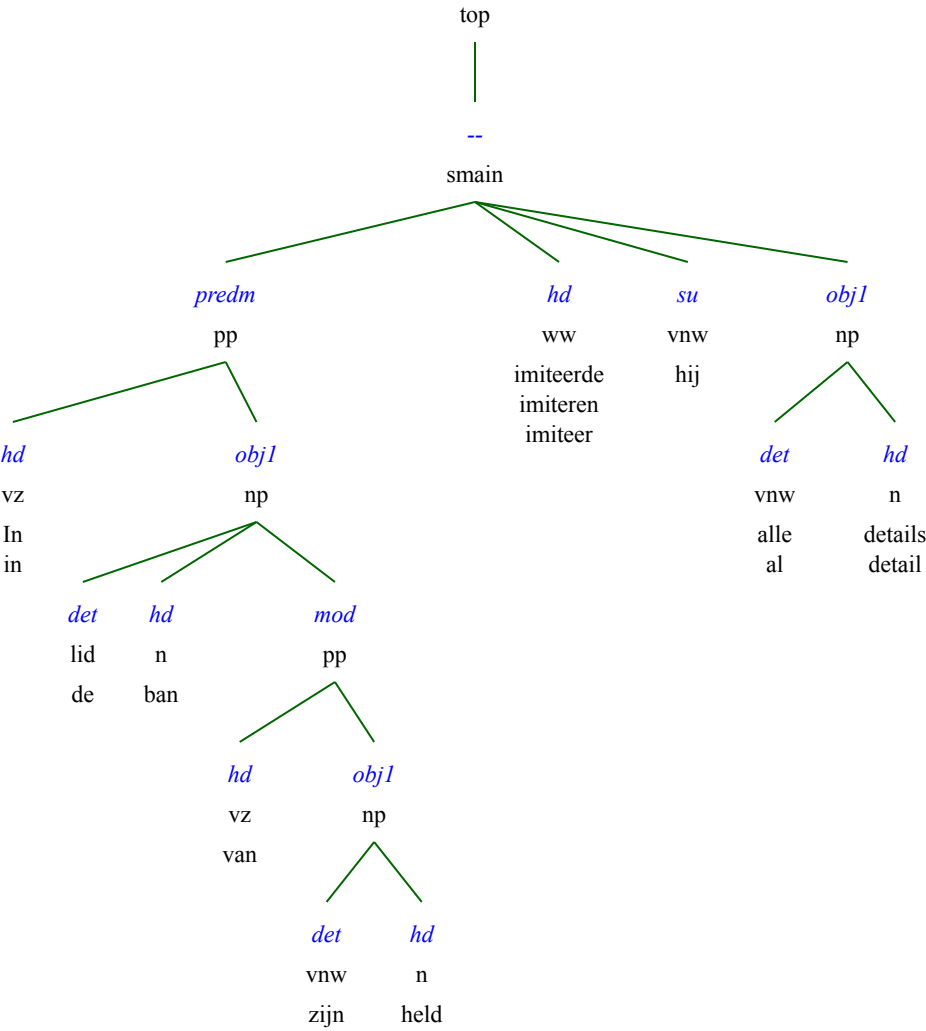 top
--
smain
predm hd su obj1
pp ww vnw np
imiteerde hij
imiteren
imiteer
hd obj1 det hd
vz np vnw n
In alle details
in al detail
det hd mod
lid n pp
de ban
hd obj1
vz np
van
det hd
vnw n
zijn held